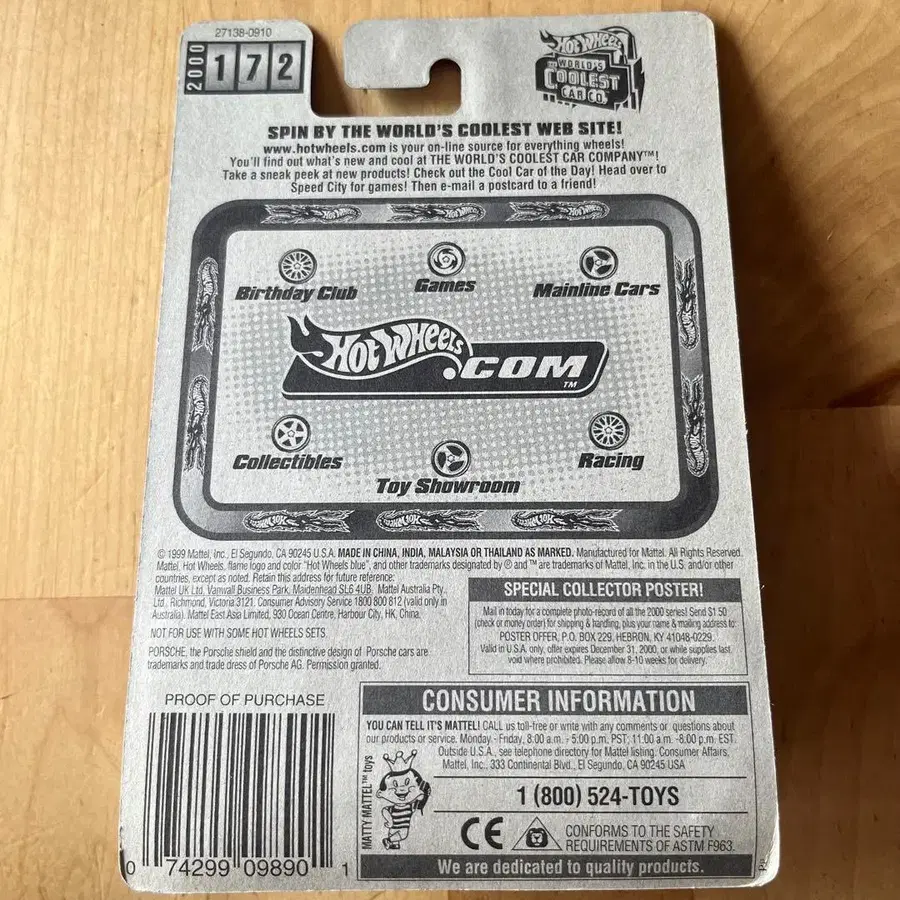 27138-0910
2000
172
HOT WHEELS
THE WORLD'S
COOLEST
CAR CO.
SPIN BY THE WORLD'S COOLEST WEB SITE!
www.hotwheels.com is your on-line source for everything wheels!
You'll find out what's new and cool at THE WORLD'S COOLEST CAR COMPANY™!
Take a sneak peek at new products! Check out the Cool Car of the Day! Head over to
Speed City for games! Then e-mail a postcard to a friend!
Birthday Club
Games
Mainline Cars
HOT WHEELS
.COM
TM
Collectibles
Toy Showroom
Racing
© 1999 Mattel, Inc., El Segundo, CA 90245 U.S.A. MADE IN CHINA, INDIA, MALAYSIA OR THAILAND AS MARKED. Manufactured for Mattel. All Rights Reserved.
Mattel, Hot Wheels, flame logo and color "Hot Wheels blue", and other trademarks designated by ® and ™ are trademarks of Mattel, Inc. in the U.S. and/or other
countries, except as noted. Retain this address for future reference:
Mattel UK Ltd, Vanwall Business Park, Maidenhead SL6 4UB. Mattel Australia Pty.
Ltd., Richmond, Victoria 3121. Consumer Advisory Service 1800 800 812 (valid only in
Australia). Mattel East Asia Limited, 930 Ocean Centre, Harbour City, HK, China.
NOT FOR USE WITH SOME HOT WHEELS SETS.
PORSCHE, the Porsche shield and the distinctive design of Porsche cars are
trademarks and trade dress of Porsche AG. Permission granted.
SPECIAL COLLECTOR POSTER!
Mail in today for a complete photo-record of all the 2000 series! Send $1.50
(check or money order) for shipping & handling, plus your name & mailing address to:
POSTER OFFER, P.O. BOX 229, HEBRON, KY 41048-0229.
Valid in U.S.A. only, offer expires December 31, 2000, or while supplies last,
void where prohibited. Please allow 8-10 weeks for delivery.
PROOF OF PURCHASE
0 74299 09890 1
CONSUMER INFORMATION
YOU CAN TELL IT'S MATTEL! CALL us toll-free or write with any comments or questions about
our products or service. Monday - Friday, 8:00 a.m. - 5:00 p.m. PST; 11:00 a.m. -8:00 p.m. EST.
Outside U.S.A., see telephone directory for Mattel listing. Consumer Affairs,
Mattel, Inc., 333 Continental Blvd., El Segundo, CA 90245 USA
MATTY MATTEL™ toys
1 (800) 524-TOYS
CE
CONFORMS TO THE SAFETY
REQUIREMENTS OF ASTM F963.
We are dedicated to quality products.